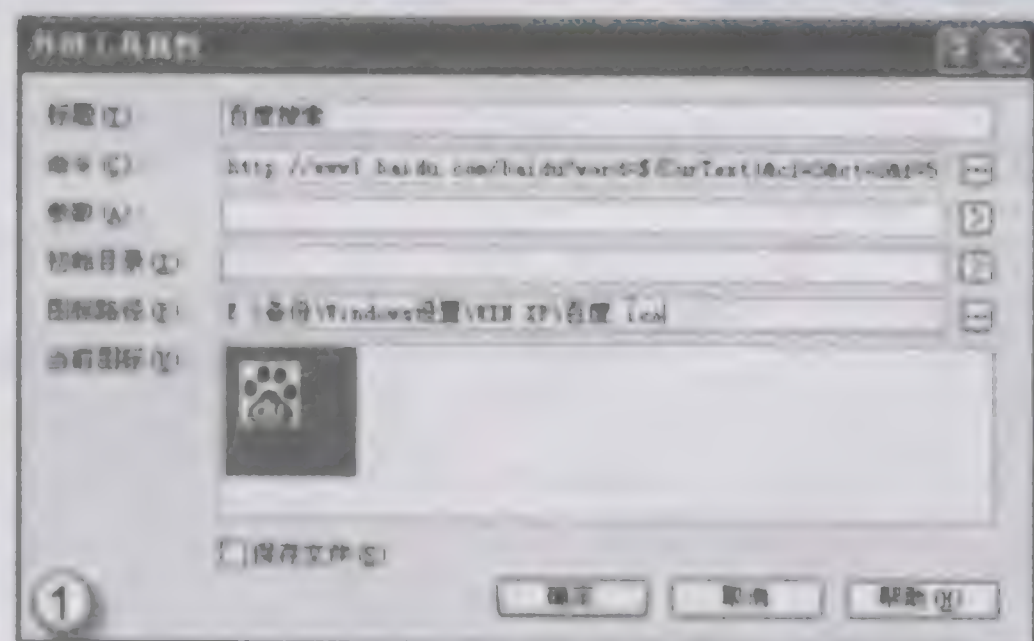 外部工具属性
标题(T)
百度搜索
命令(C)
http://www1.baidu.com/baidu?word=$(CurText)&
参数(A)
初始目录(I)
图标路径(P)
:\备份\Windows设置\WIN XP\百度.ico
当前图标(V)
保存文件(S)
确定
取消
帮助(H)
1